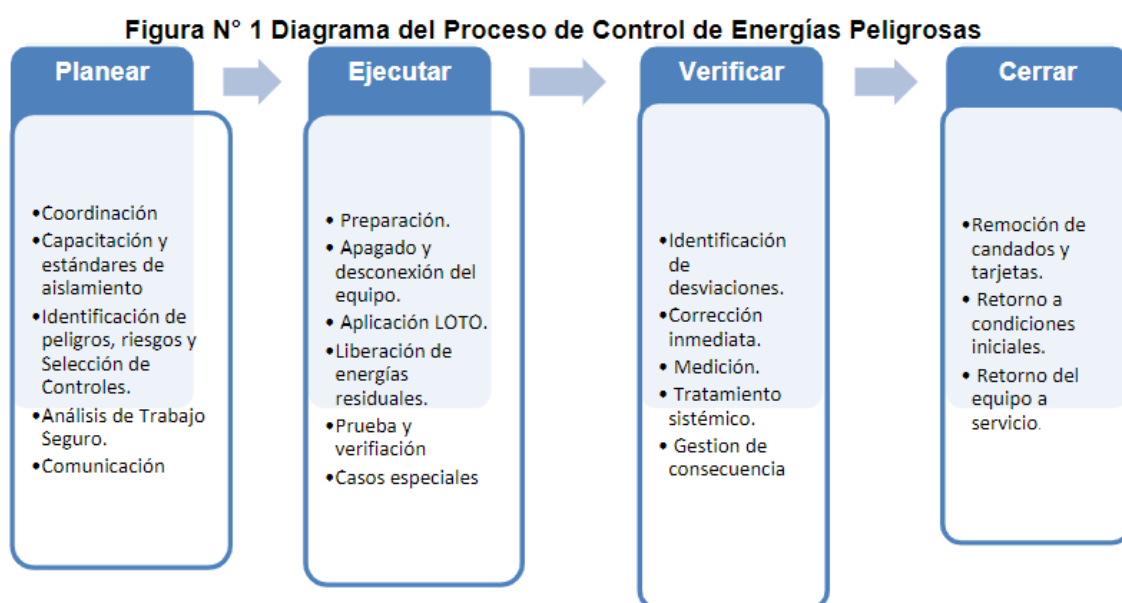 Figura N° 1 Diagrama del Proceso de Control de Energías Peligrosas
Planear
•Coordinación
•Capacitación y
estándares de
aislamiento
•Identificación de
peligros, riesgos y
Selección de
Controles.
•Análisis de Trabajo
Seguro.
•Comunicación
Ejecutar
• Preparación.
• Apagado y
desconexión del
equipo.
• Aplicación LOTO.
•Liberación de
energías
residuales.
•Prueba y
verifiación
•Casos especiales
Verificar
•Identificación
de
desviaciones.
•Corrección
inmediata.
• Medición.
• Tratamiento
sistémico.
• Gestion de
consecuencia
Cerrar
•Remoción de
candados y
tarjetas.
• Retorno a
condiciones
iniciales.
• Retorno del
equipo a
servicio.